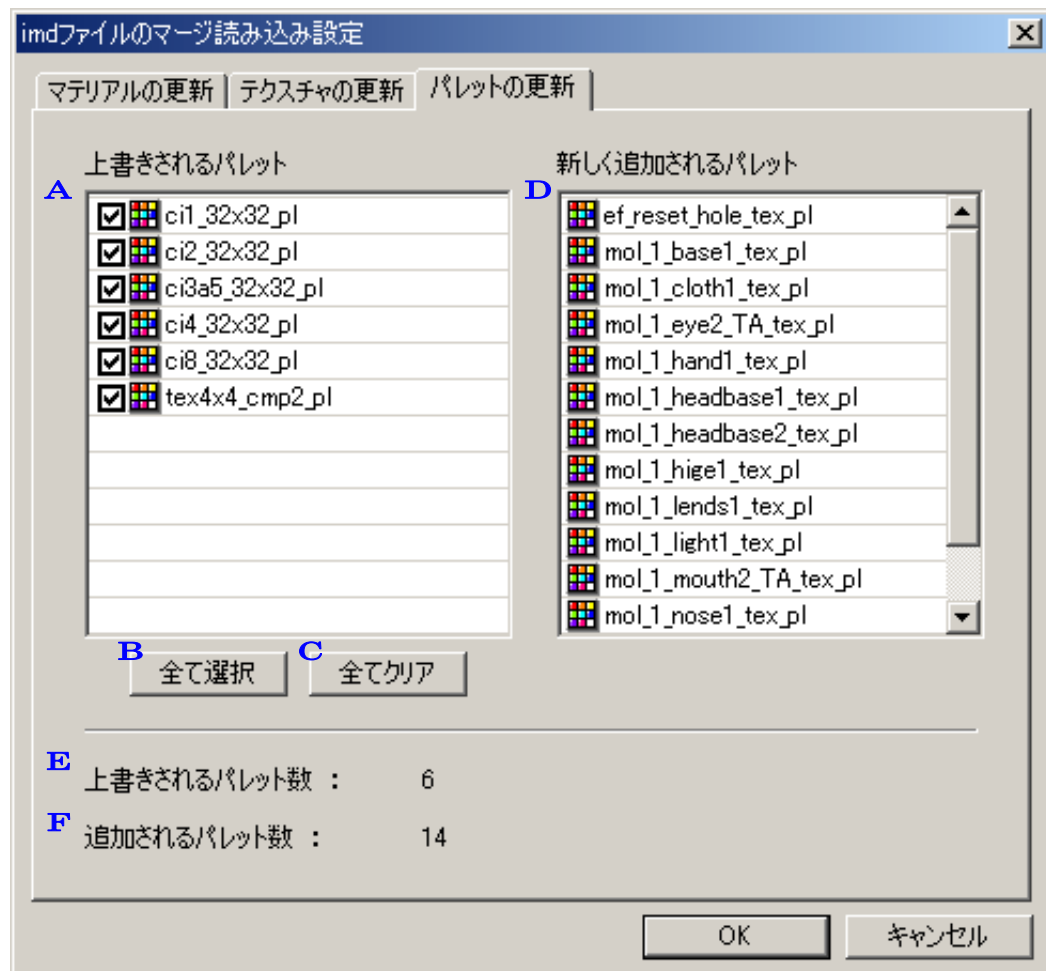 imdファイルのマージ読み込み設定
マテリアルの更新 テクスチャの更新 パレットの更新
上書きされるパレット
A
ci1_32x32_pl
ci2_32x32_pl
ci3a5_32x32_pl
ci4_32x32_pl
ci8_32x32_pl
tex4x4_cmp2_pl
B 全て選択
C 全てクリア
新しく追加されるパレット
D
ef_reset_hole_tex_pl
mol_1_base1_tex_pl
mol_1_cloth1_tex_pl
mol_1_eye2_TA_tex_pl
mol_1_hand1_tex_pl
mol_1_headbase1_tex_pl
mol_1_headbase2_tex_pl
mol_1_hige1_tex_pl
mol_1_lends1_tex_pl
mol_1_light1_tex_pl
mol_1_mouth2_TA_tex_pl
mol_1_nose1_tex_pl
E
上書きされるパレット数 : 6
F
追加されるパレット数 : 14
OK キャンセル